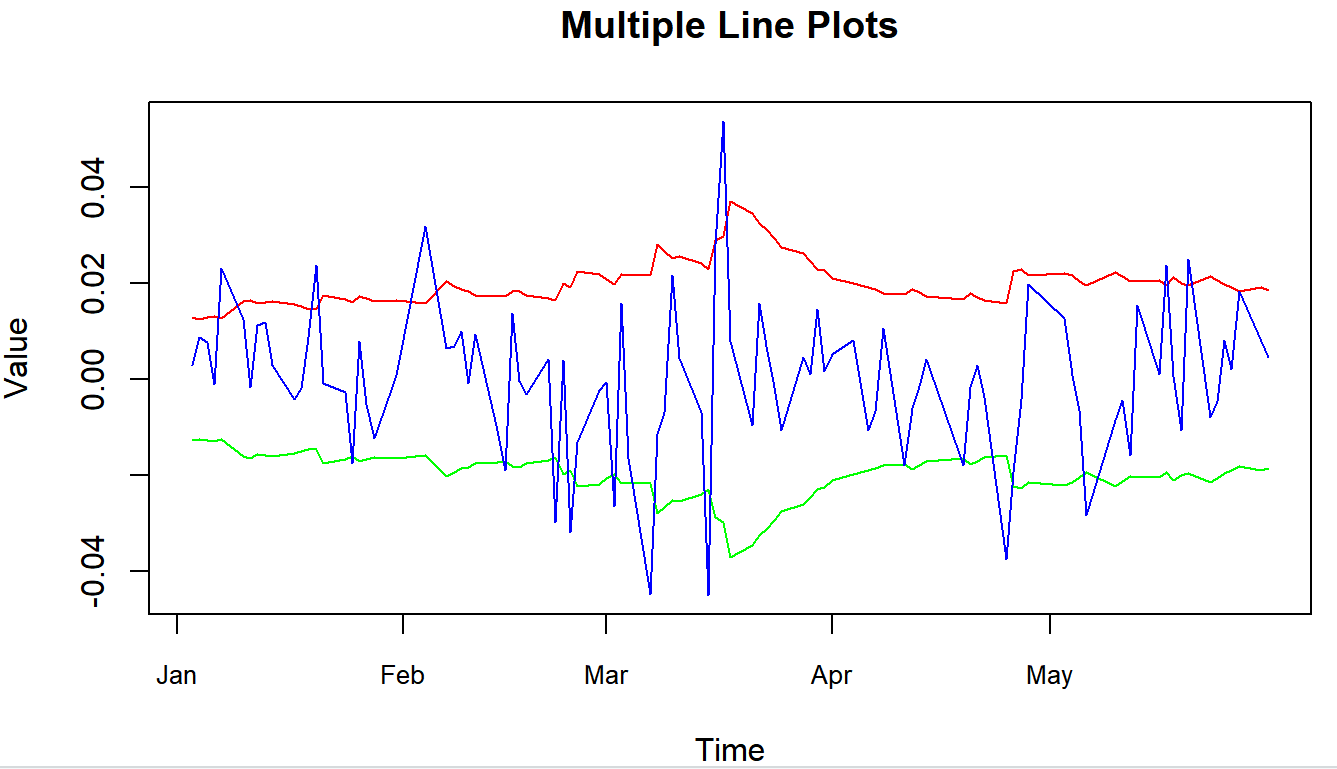 Multiple Line Plots
Value
0.04
0.02
0.00
-0.04
Jan Feb Mar Apr May
Time